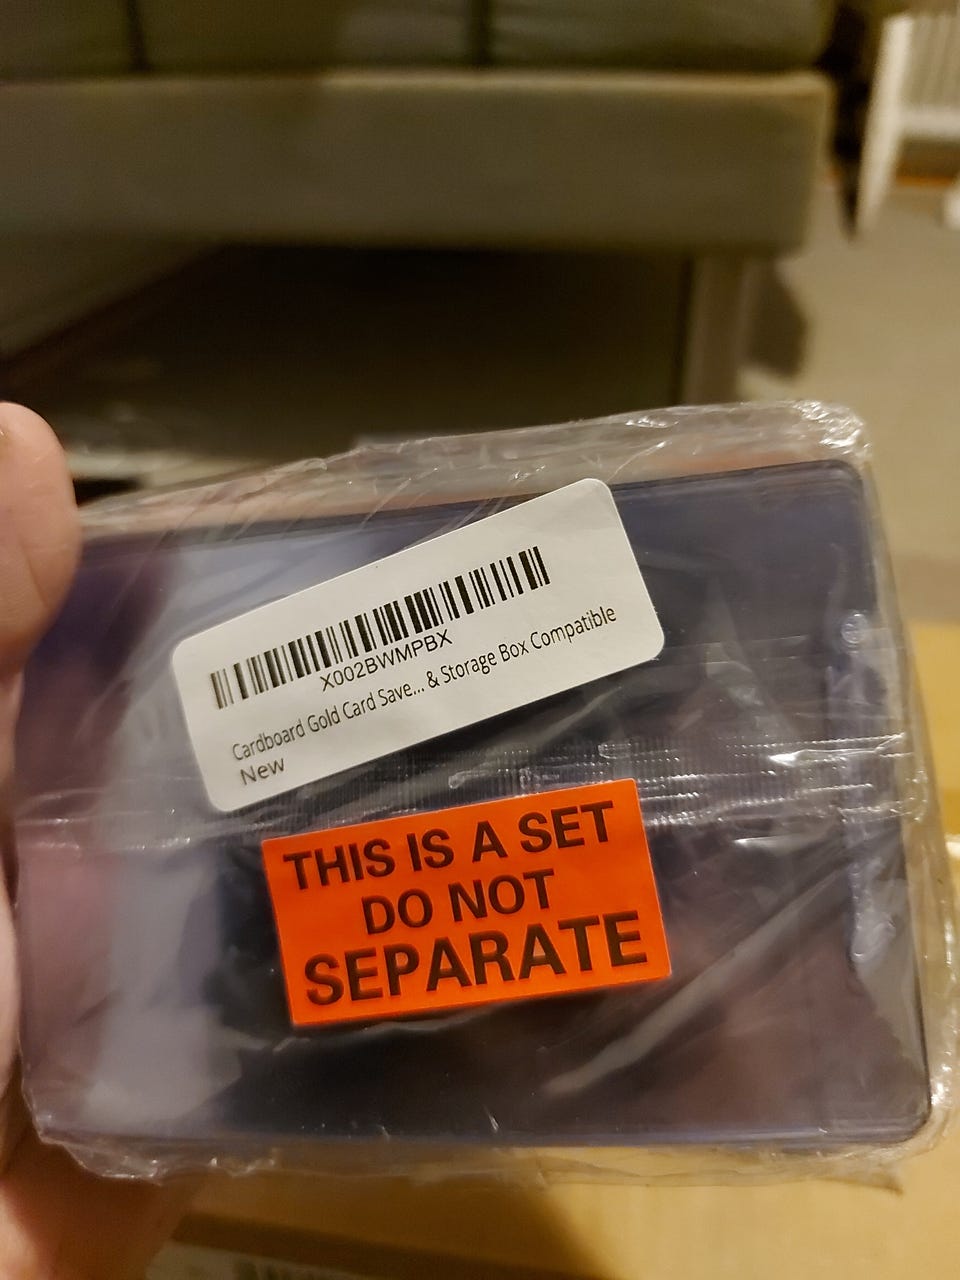 X002BWMPBX
Cardboard Gold Card Save... & Storage Box Compatible
New
THIS IS A SET
DO NOT
SEPARATE